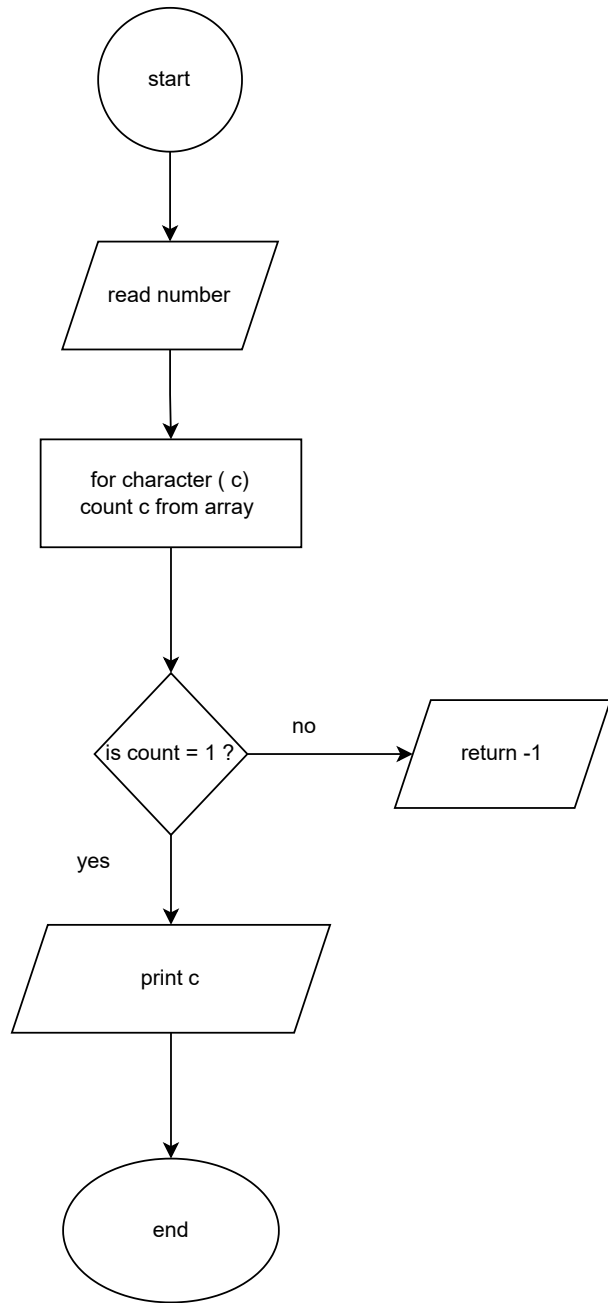 start
read number
for character ( c)
count c from array
is count = 1 ?
no
return -1
yes
print c
end